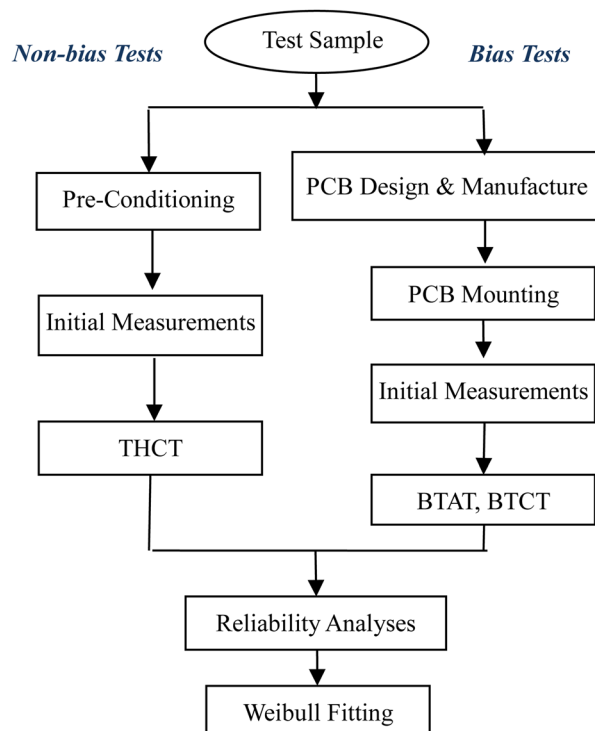 Test Sample
Non-bias Tests
Bias Tests
Pre-Conditioning
Initial Measurements
THCT
PCB Design & Manufacture
PCB Mounting
Initial Measurements
BTAT, BTCT
Reliability Analyses
Weibull Fitting